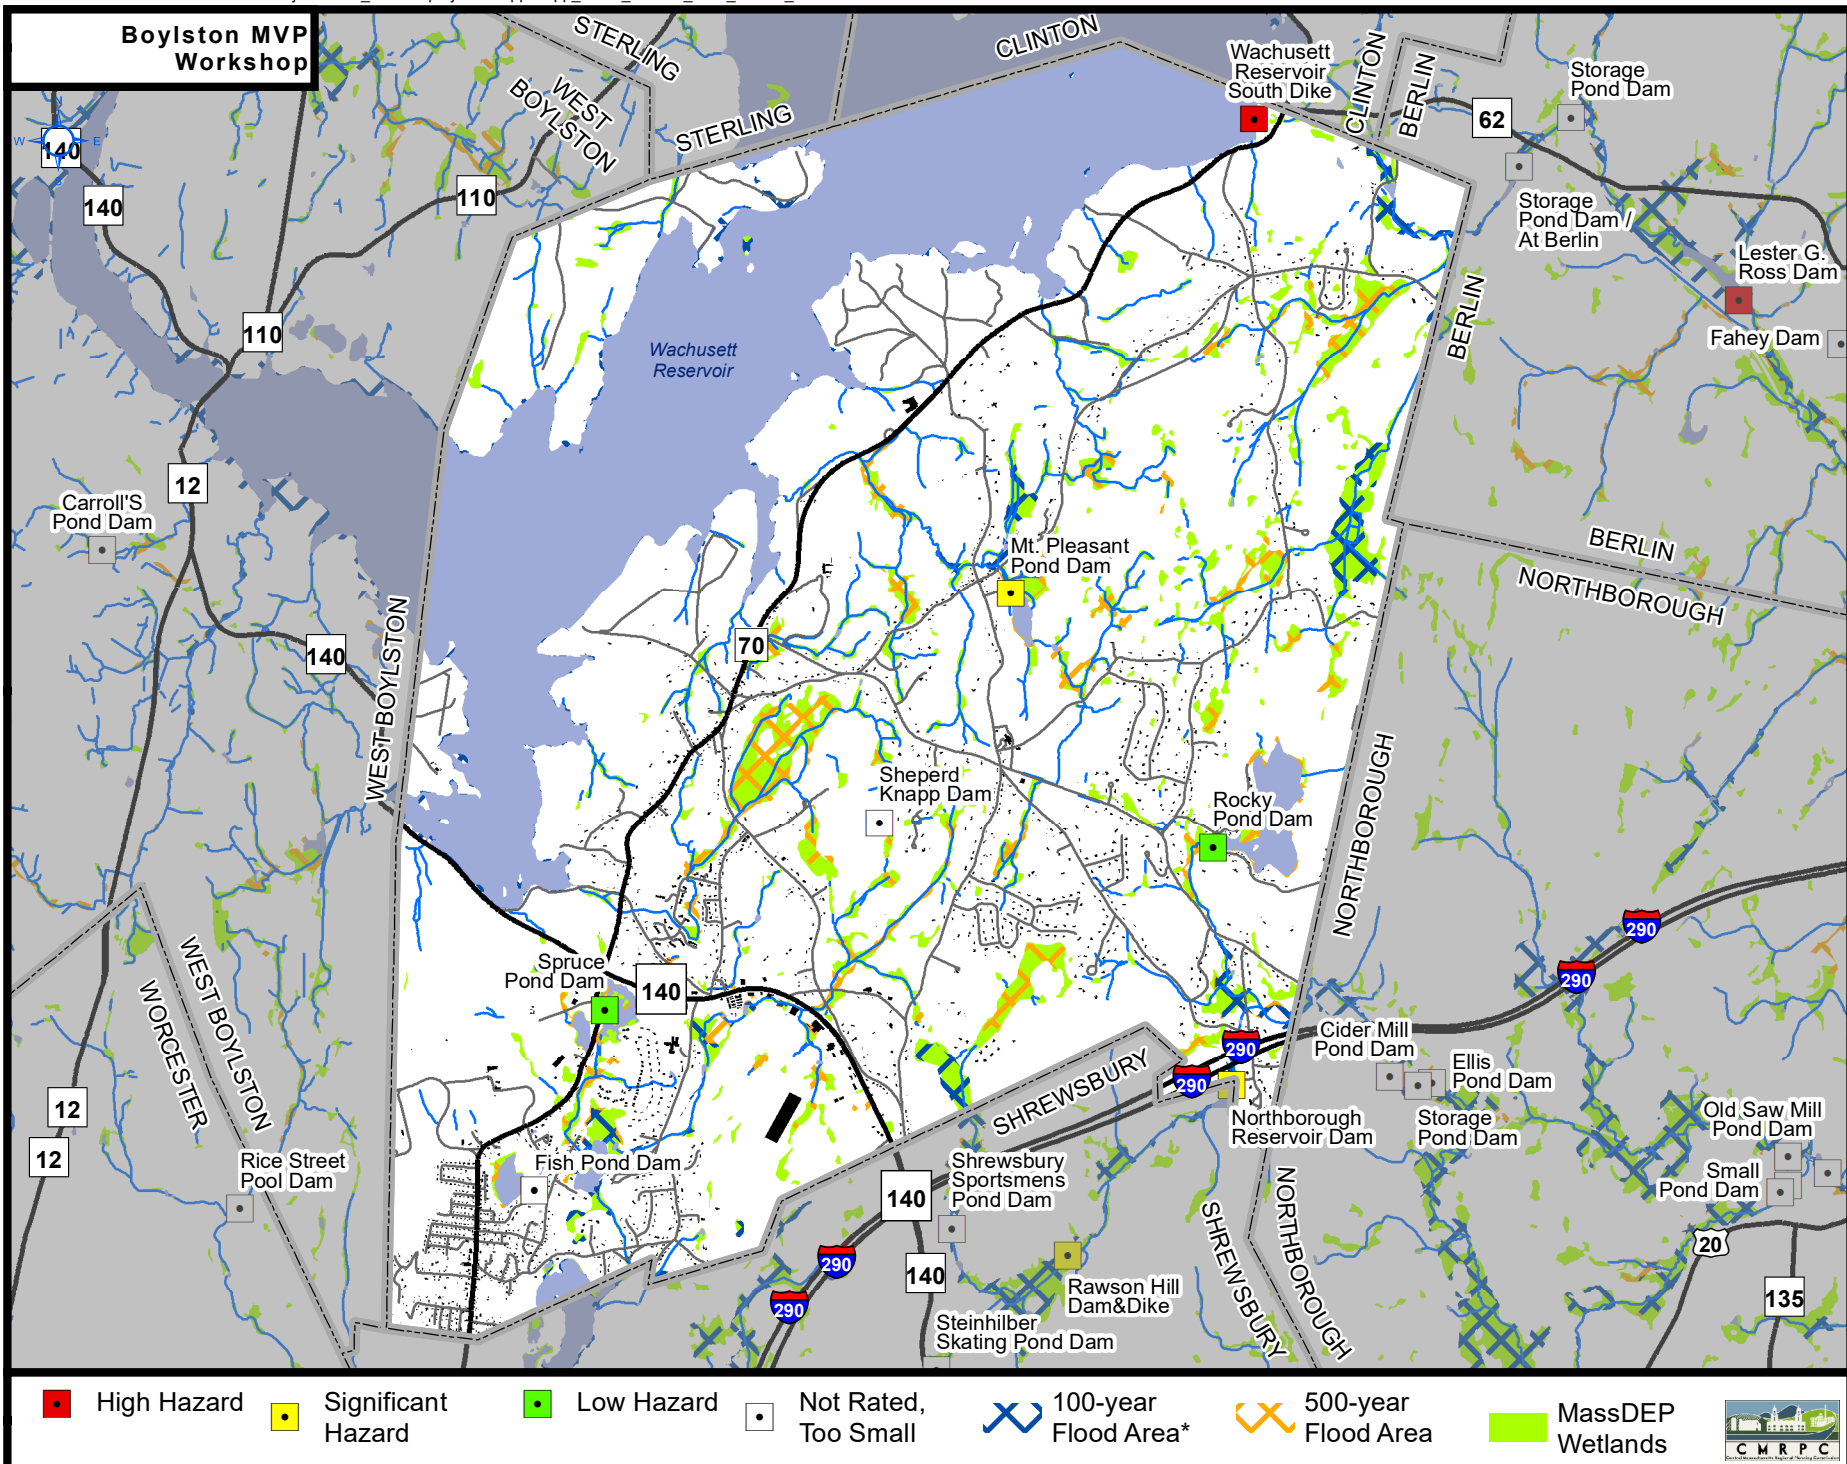 Boylston MVP
Workshop
STERLING
CLINTON
Wachusett
Reservoir
South Dike
CLINTON
BERLIN
Storage
Pond Dam
62
WEST
BOYLSTON
STERLING
N
W
E
140
140
110
Storage
Pond Dam /
At Berlin
Lester G.
Ross Dam
110
Wachusett
Reservoir
BERLIN
Fahey Dam
12
Carroll'S
Pond Dam
BERLIN
NORTHBOROUGH
Mt. Pleasant
Pond Dam
140
70
WEST BOYLSTON
Sheperd
Knapp Dam
Rocky
Pond Dam
NORTHBOROUGH
290
290
Spruce
Pond Dam
140
WEST BOYLSTON
WORCESTER
Cider Mill
Pond Dam
290
290
Ellis
Pond Dam
SHREWSBURY
Northborough
Reservoir Dam
Storage
Pond Dam
Old Saw Mill
Pond Dam
12
12
Rice Street
Pool Dam
Fish Pond Dam
Shrewsbury
Sportsmens
Pond Dam
Small
Pond Dam
140
SHREWSBURY
NORTHBOROUGH
20
290
140
290
Rawson Hill
Dam&Dike
135
Steinhilber
Skating Pond Dam
High Hazard
Significant
Hazard
Low Hazard
Not Rated,
Too Small
100-year
Flood Area*
500-year
Flood Area
MassDEP
Wetlands
CMRPC
Central Massachusetts Regional Planning Commission